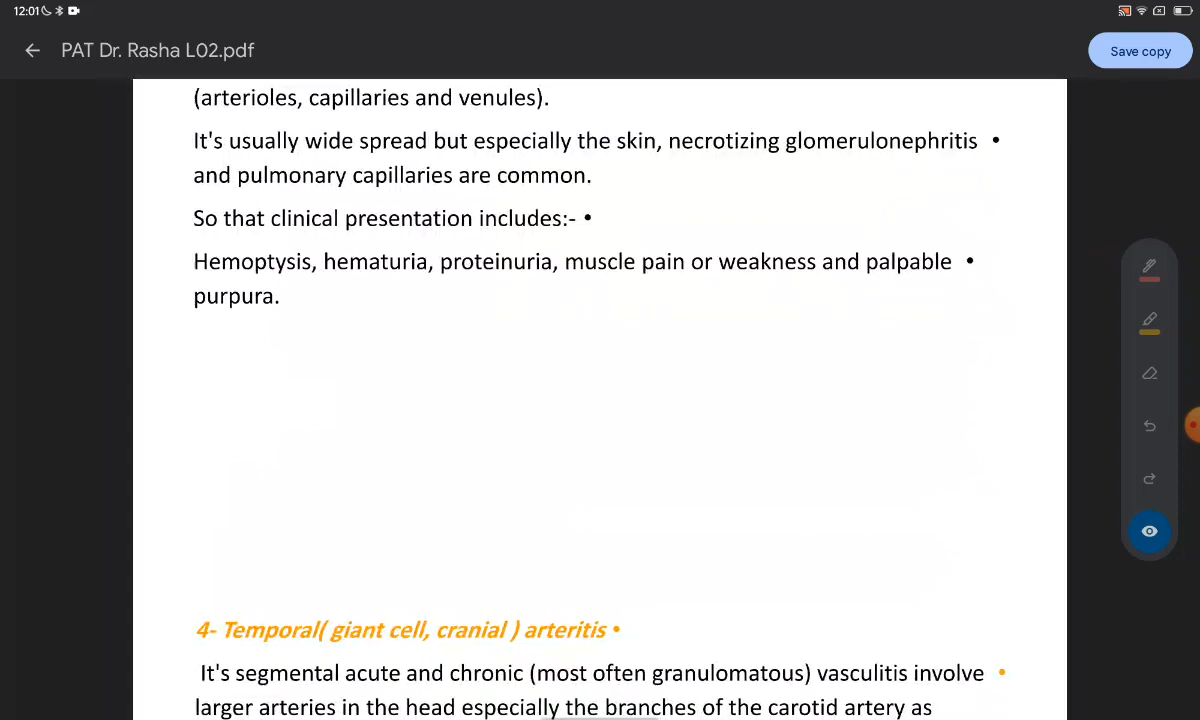 12:01
PAT Dr. Rasha L02.pdf
Save copy
(arterioles, capillaries and venules).
It's usually wide spread but especially the skin, necrotizing glomerulonephritis •
and pulmonary capillaries are common.
So that clinical presentation includes:- •
Hemoptysis, hematuria, proteinuria, muscle pain or weakness and palpable •
purpura.
4- Temporal( giant cell, cranial ) arteritis •
It's segmental acute and chronic (most often granulomatous) vasculitis involve •
larger arteries in the head especially the branches of the carotid artery as